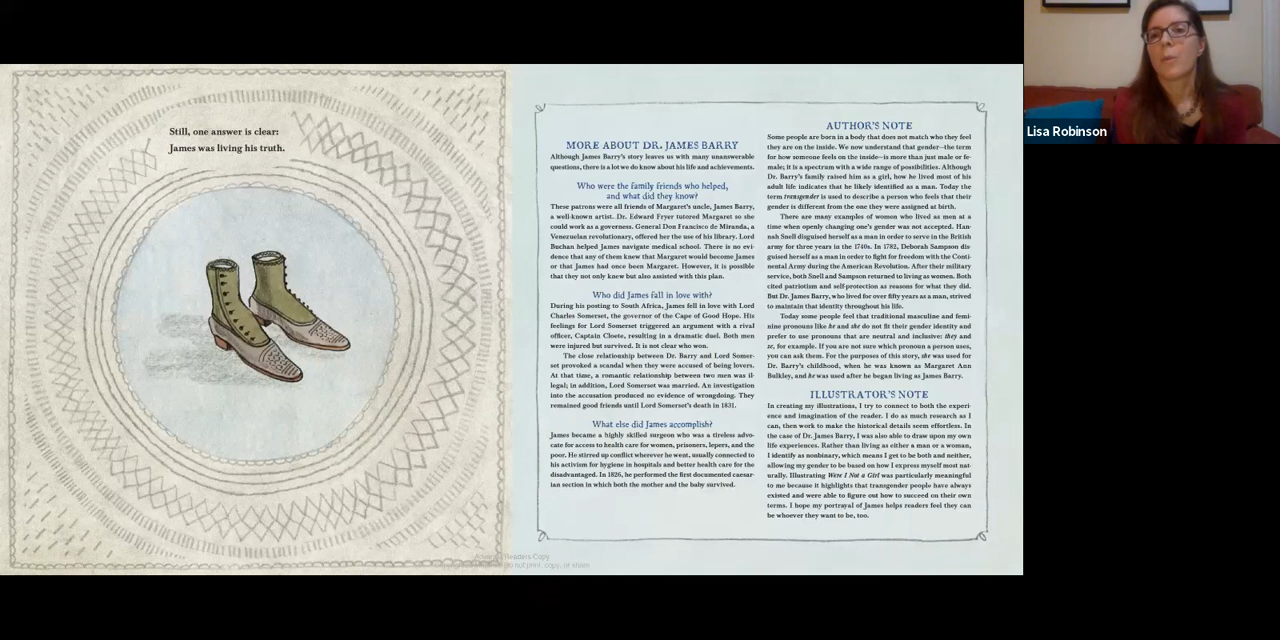 Still, one answer is clear:
James was living his truth.
MORE ABOUT DR. JAMES BARRY
Although James Barry's story leaves us with many unanswerable
questions, there is a lot we do know about his life and achievements.
Who were the family friends who helped,
and what did they know?
These patrons were all friends of Margaret's uncle, James Barry,
a well-known artist. Dr. Edward Fryer tutored Margaret so she
could work as a governess. General Don Francisco de Miranda, a
Venezuelan revolutionary, offered her the use of his library. Lord
Buchan helped James navigate medical school. There is no evi-
dence that any of them knew that Margaret would become James
or that James had once been Margaret. However, it is possible
that they not only knew but also assisted with this plan.
Who did James fall in love with?
During his posting to South Africa, James fell in love with Lord
Charles Somerset, the governor of the Cape of Good Hope. His
feelings for Lord Somerset triggered an argument with a rival
officer, Captain Cloete, resulting in a dramatic duel. Both men
were injured but survived. It is not clear who won.
The close relationship between Dr. Barry and Lord Somer-
set provoked a scandal when they were accused of being lovers.
At that time, a romantic relationship between two men was il-
legal; in addition, Lord Somerset was married. An investigation
into the accusation produced no evidence of wrongdoing. They
remained good friends until Lord Somerset's death in 1831.
What else did James accomplish?
James became a highly skilled surgeon who was a tireless advo-
cate for access to health care for women, prisoners, lepers, and the
poor. He stirred up conflict wherever he went, usually connected to
his activism for hygiene in hospitals and better health care for the
disadvantaged. In 1826, he performed the first documented caesar-
ian section in which both the mother and the baby survived.
AUTHOR'S NOTE
Some people are born in a body that does not match who they feel
they are on the inside. We now understand that gender—the term
for how someone feels on the inside—is more than just male or fe-
male; it is a spectrum with a wide range of possibilities. Although
Dr. Barry's family raised him as a girl, how he lived most of his
adult life indicates that he likely identified as a man. Today the
term transgender is used to describe a person who feels that their
gender is different from the one they were assigned at birth.
There are many examples of women who lived as men at a
time when openly changing one's gender was not accepted. Han-
nah Snell disguised herself as a man in order to serve in the British
army for three years in the 1740s. In 1782, Deborah Sampson dis-
guised herself as a man in order to fight for freedom with the Conti-
nental Army during the American Revolution. After their military
service, both Snell and Sampson returned to living as women. Both
cited patriotism and self-protection as reasons for what they did.
But Dr. James Barry, who lived for over fifty years as a man, strived
to maintain that identity throughout his life.
Today some people feel that traditional masculine and femi-
nine pronouns like he and she do not fit their gender identity and
prefer to use pronouns that are neutral and inclusive: they and
ze, for example. If you are not sure which pronoun a person uses,
you can ask them. For the purposes of this story, she was used for
Dr. Barry's childhood, when he was known as Margaret Ann
Bulkley, and he was used after he began living as James Barry.
ILLUSTRATOR'S NOTE
In creating my illustrations, I try to connect to both the experi-
ence and imagination of the reader. I do as much research as I
can, then work to make the historical details seem effortless. In
the case of Dr. James Barry, I was also able to draw upon my own
life experiences. Rather than living as either a man or a woman,
I identify as nonbinary, which means I get to be both and neither,
allowing my gender to be based on how I express myself most nat-
urally. Illustrating Were I Not a Girl was particularly meaningful
to me because it highlights that transgender people have always
existed and were able to figure out how to succeed on their own
terms. I hope my portrayal of James helps readers feel they can
be whoever they want to be, too.
Readers Copy
not print, copy, or share
Lisa Robinson